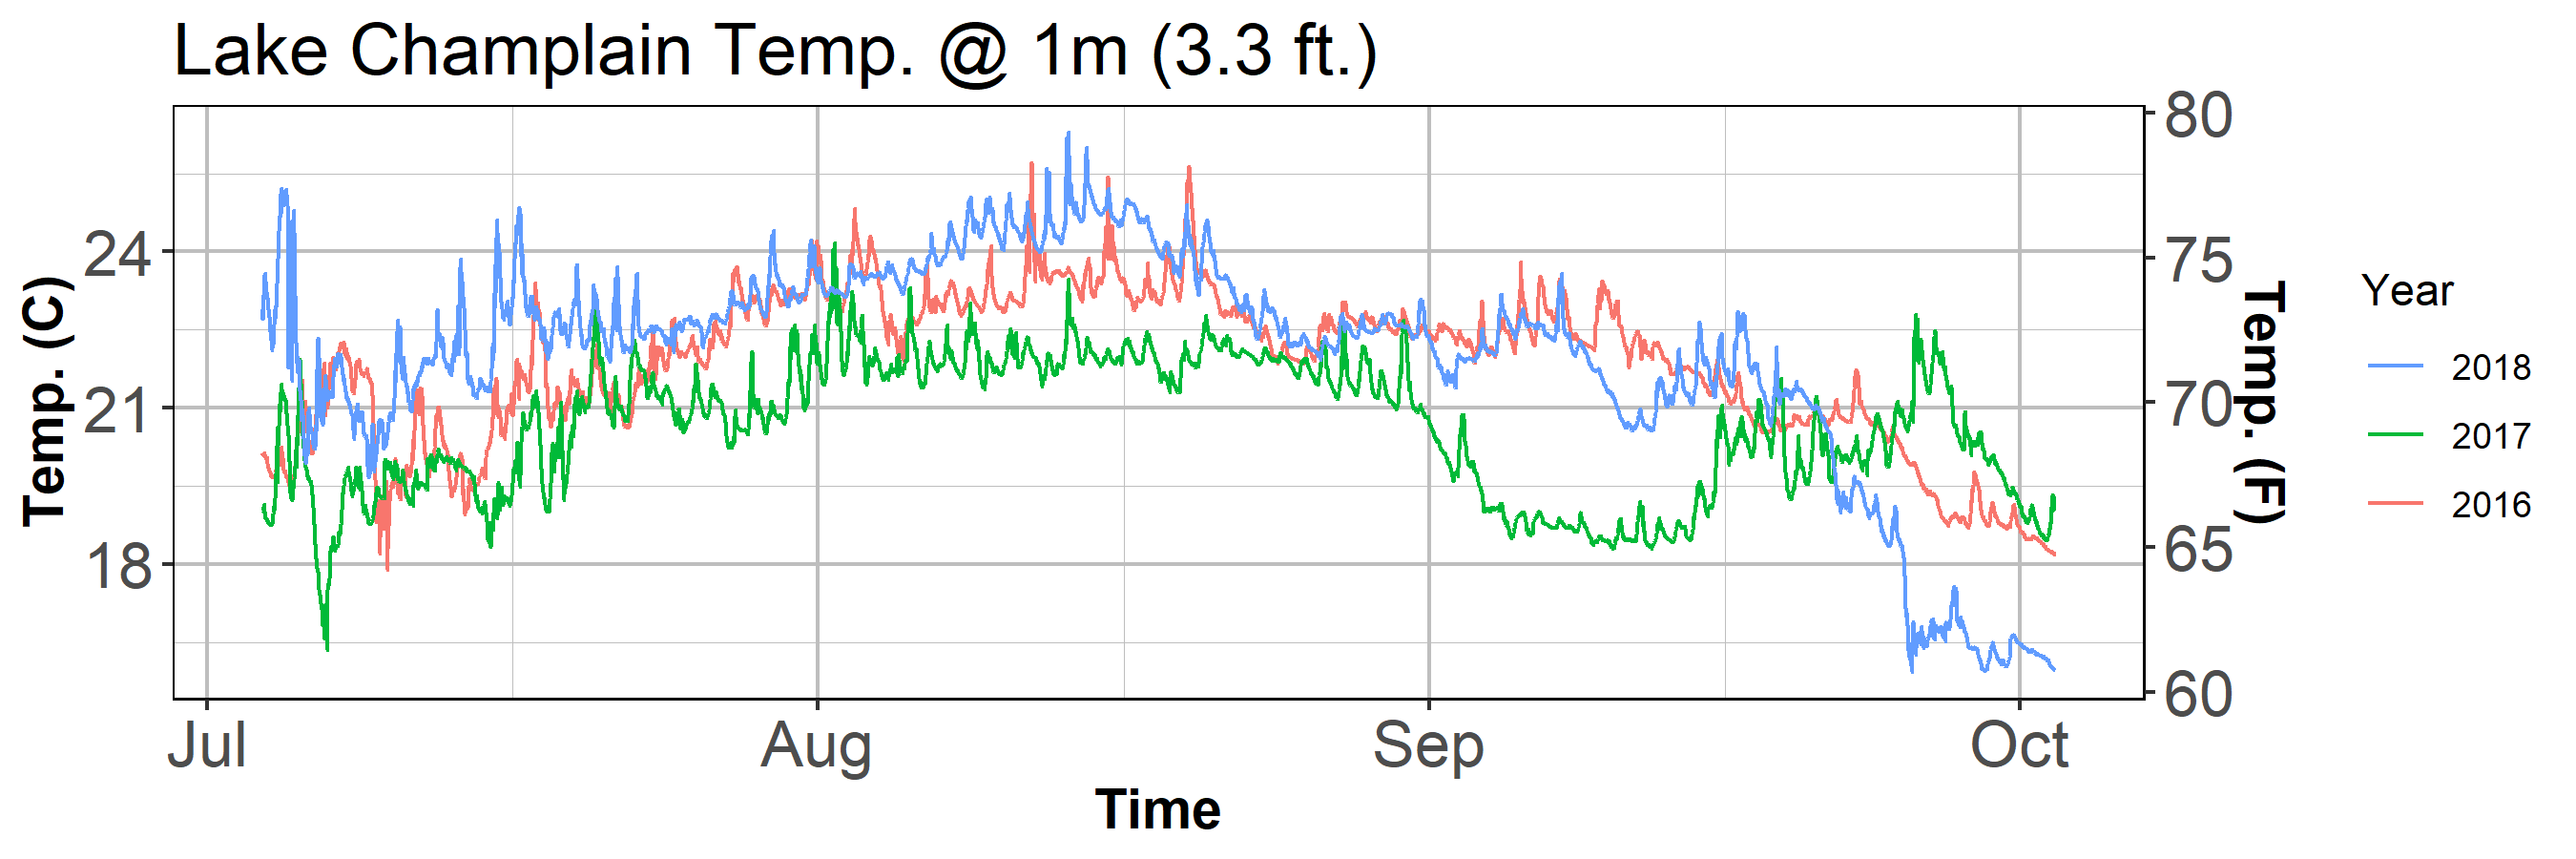 Lake Champlain Temp. @ 1m (3.3 ft.)
Temp. (C)
24
21
18
80
75
70
65
60
Temp. (F)
Jul
Aug
Sep
Oct
Time
Year
2018
2017
2016